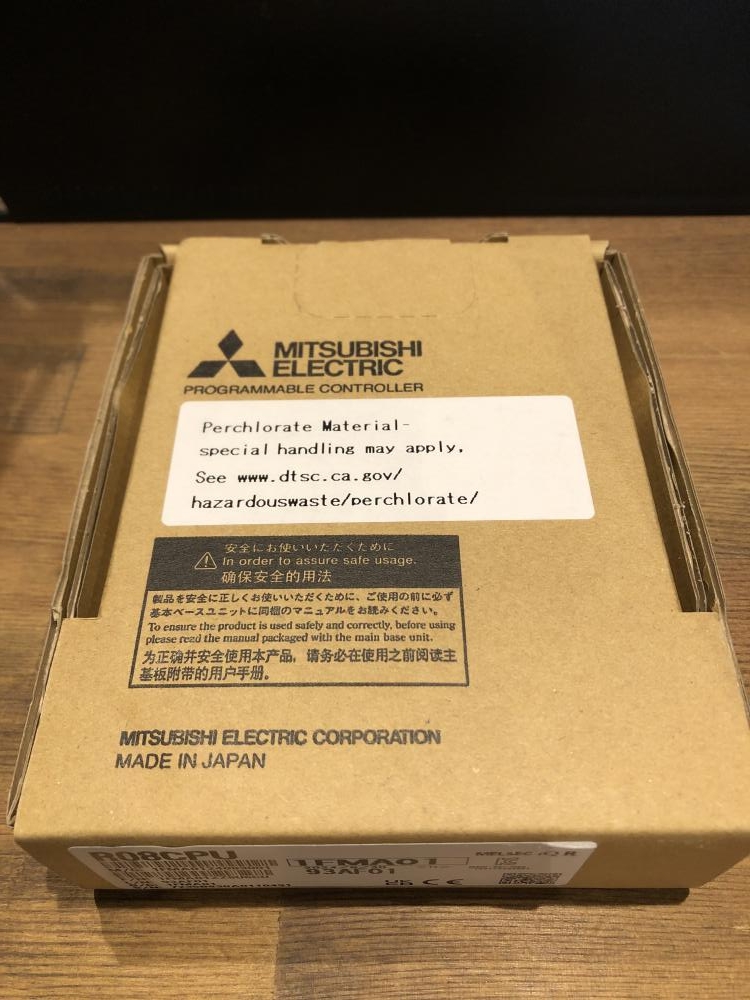 MITSUBISHI
ELECTRIC
PROGRAMMABLE CONTROLLER
Perchlorate Material-
special handling may apply,
See www.dtsc.ca.gov/
hazardouswaste/perchlorate/
安全にお使いいただくために
In order to assure safe usage.
确保安全的用法
製品を安全に正しくお使いいただくために、ご使用の前に必ず
基本ベースユニットに同梱のマニュアルをお読みください。
To ensure the product is used safely and correctly, before using
please read the manual packaged with the main base unit.
为正确并安全使用本产品，请务必在使用之前阅读主
基板附带的用户手册。
MITSUBISHI ELECTRIC CORPORATION
MADE IN JAPAN
R08CPU
1FMA01
MELSEC iQ R
93AF01
UK CA CE